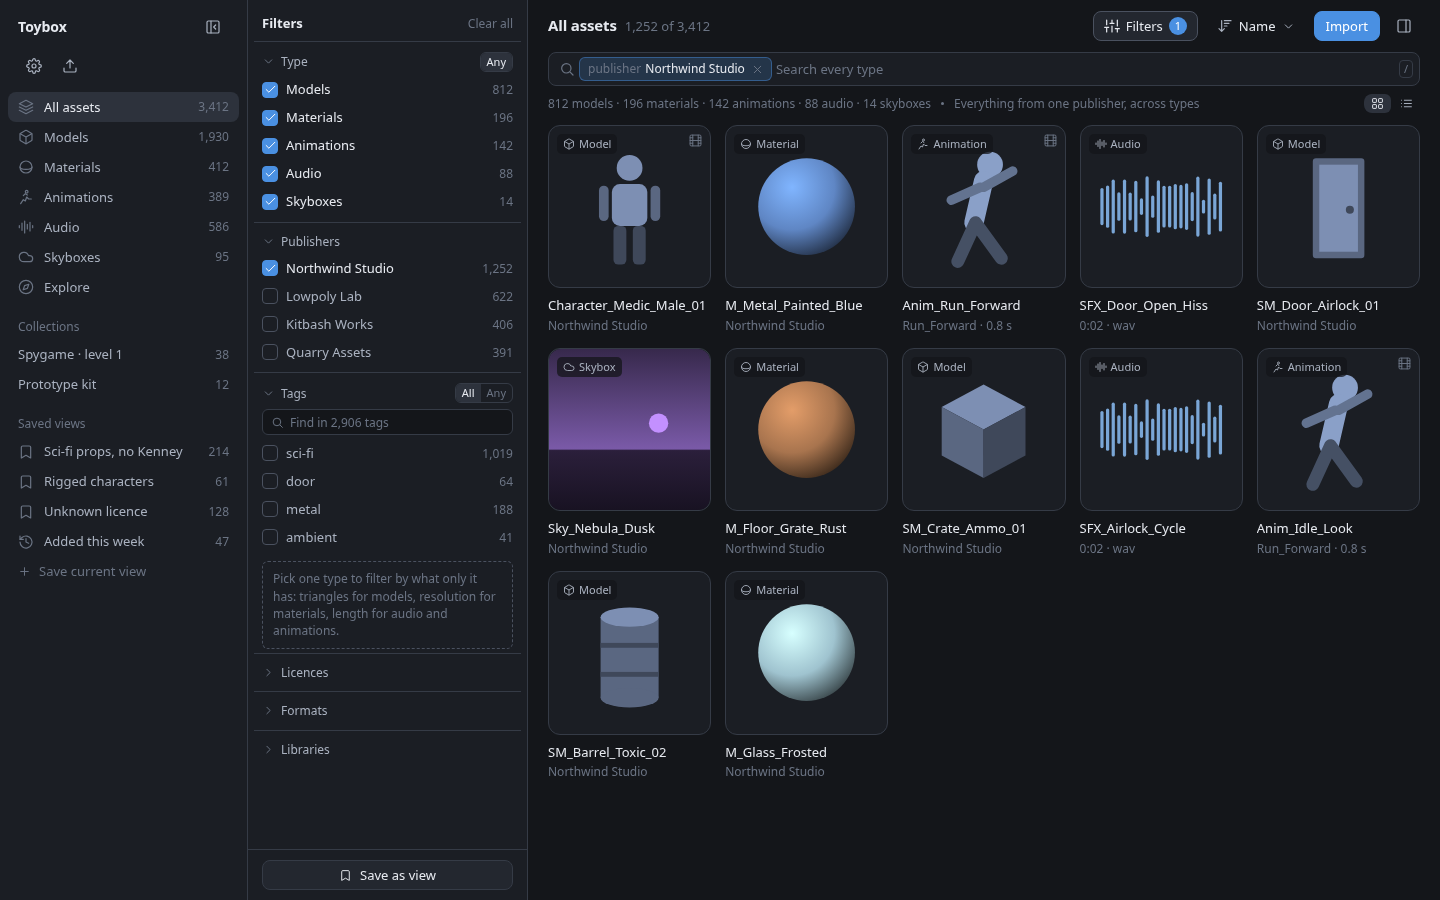 Toybox
All assets 3,412
Models 1,930
Materials 412
Animations 389
Audio 586
Skyboxes 95
Explore
Collections
Spygame · level 1 38
Prototype kit 12
Saved views
Sci-fi props, no Kenney 214
Rigged characters 61
Unknown licence 128
Added this week 47
Save current view
Filters Clear all
Type Any
Models 812
Materials 196
Animations 142
Audio 88
Skyboxes 14
Publishers
Northwind Studio 1,252
Lowpoly Lab 622
Kitbash Works 406
Quarry Assets 391
Tags All Any
Find in 2,906 tags
sci-fi 1,019
door 64
metal 188
ambient 41
Pick one type to filter by what only it
has: triangles for models, resolution for
materials, length for audio and
animations.
Licences
Formats
Libraries
Save as view
All assets 1,252 of 3,412 Filters 1 Name Import
publisher Northwind Studio Search every type /
812 models · 196 materials · 142 animations · 88 audio · 14 skyboxes • Everything from one publisher, across types
Model Material Animation Audio Model
Character_Medic_Male_01 M_Metal_Painted_Blue Anim_Run_Forward SFX_Door_Open_Hiss SM_Door_Airlock_01
Northwind Studio Northwind Studio Run_Forward · 0.8 s 0:02 · wav Northwind Studio
Skybox Material Model Audio Animation
Sky_Nebula_Dusk M_Floor_Grate_Rust SM_Crate_Ammo_01 SFX_Airlock_Cycle Anim_Idle_Look
Northwind Studio Northwind Studio Northwind Studio 0:02 · wav Run_Forward · 0.8 s
Model Material
SM_Barrel_Toxic_02 M_Glass_Frosted
Northwind Studio Northwind Studio